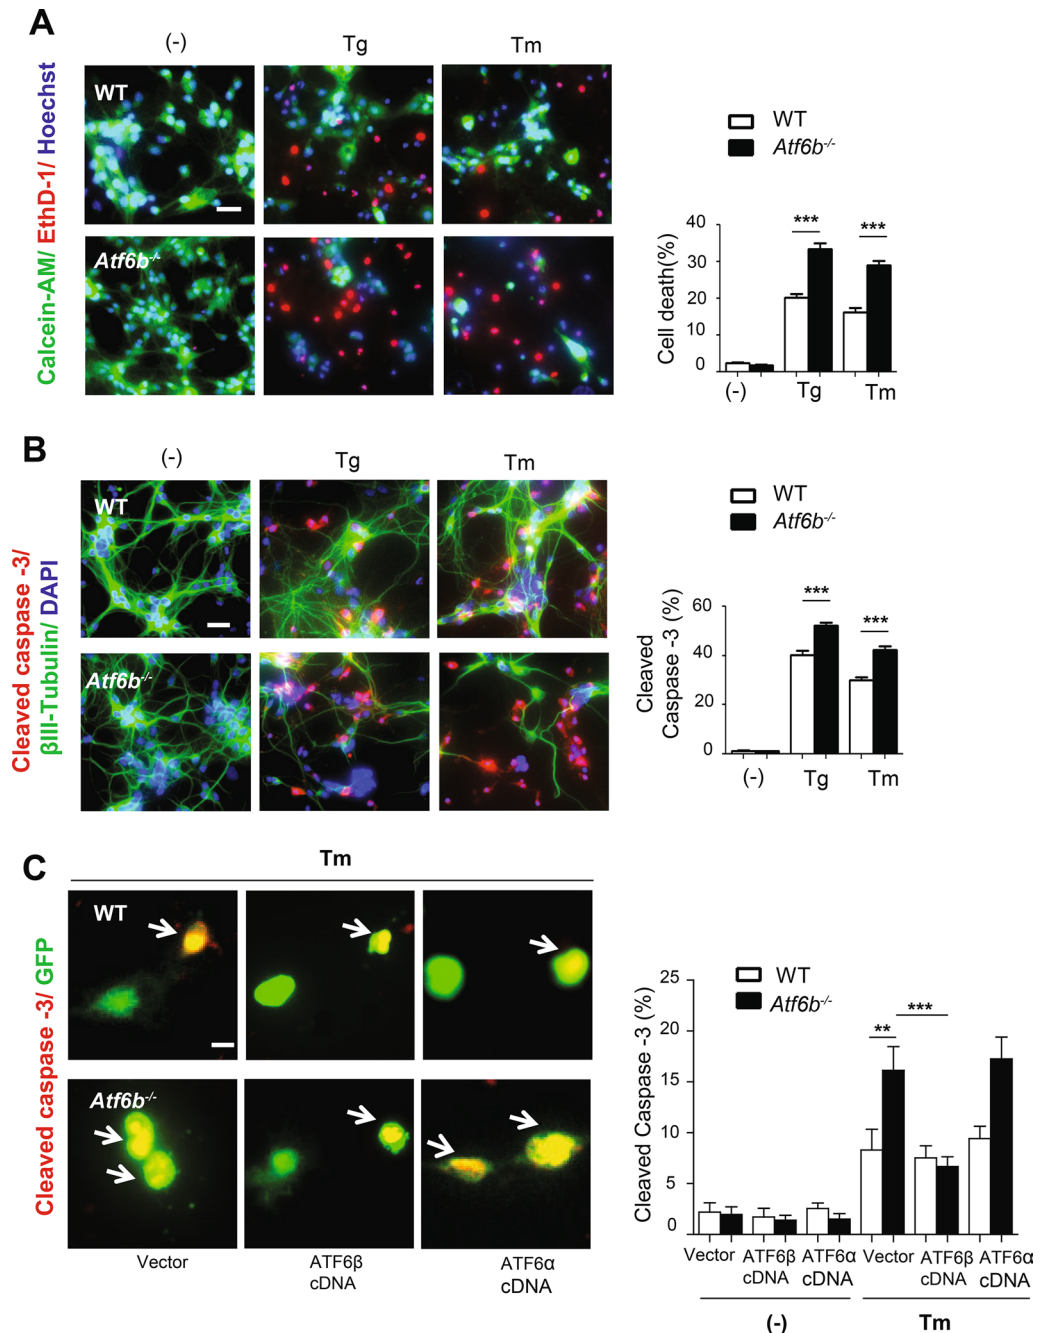 A
(-)
Tg
Tm
Calcein-AM/ EthD-1/ Hoechst
WT
Atf6b-/-
WT
Atf6b-/-
Cell death(%)
40
30
20
10
0
***
***
(-)
Tg
Tm
B
(-)
Tg
Tm
Cleaved caspase -3/
βIII-Tubulin/ DAPI
WT
Atf6b-/-
WT
Atf6b-/-
Cleaved
Caspase -3 (%)
60
40
20
0
***
***
(-)
Tg
Tm
C
Tm
Cleaved caspase -3/ GFP
WT
Atf6b-/-
Vector
ATF6β
cDNA
ATF6α
cDNA
WT
Atf6b-/-
Cleaved Caspase -3 (%)
25
20
15
10
5
0
**
***
Vector
ATF6β
cDNA
ATF6α
cDNA
Vector
ATF6β
cDNA
ATF6α
cDNA
(-)
Tm